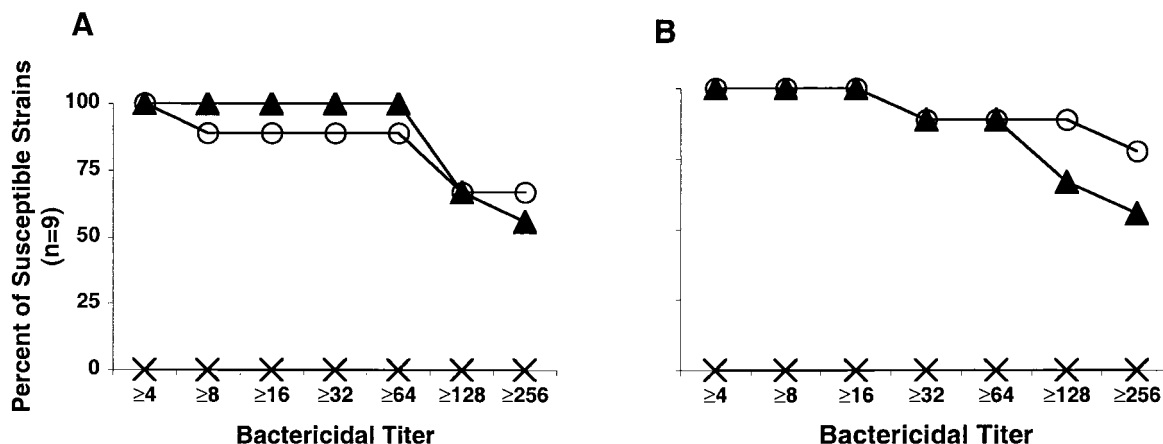 A
B
Percent of Susceptible Strains
(n=9)
100
75
50
25
0
≥4 ≥8 ≥16 ≥32 ≥64 ≥128 ≥256
≥4 ≥8 ≥16 ≥32 ≥64 ≥128 ≥256
Bactericidal Titer
Bactericidal Titer